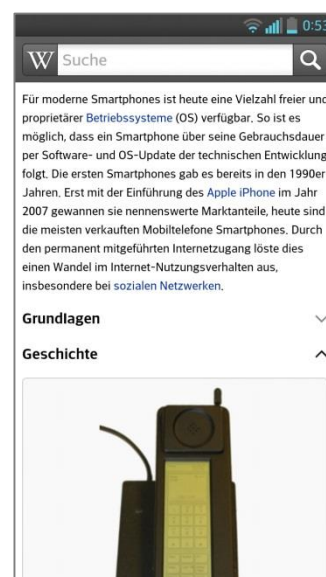 0:53
W Suche
Für moderne Smartphones ist heute eine Vielzahl freier und
proprietärer Betriebssysteme (OS) verfügbar. So ist es
möglich, dass ein Smartphone über seine Gebrauchsdauer
per Software- und OS-Update der technischen Entwicklung
folgt. Die ersten Smartphones gab es bereits in den 1990er
Jahren. Erst mit der Einführung des Apple iPhone im Jahr
2007 gewannen sie nennenswerte Marktanteile, heute sind
die meisten verkauften Mobiltelefone Smartphones. Durch
den permanent mitgeführten Internetzugang löste dies
einen Wandel im Internet-Nutzungsverhalten aus,
insbesondere bei sozialen Netzwerken.
Grundlagen
Geschichte